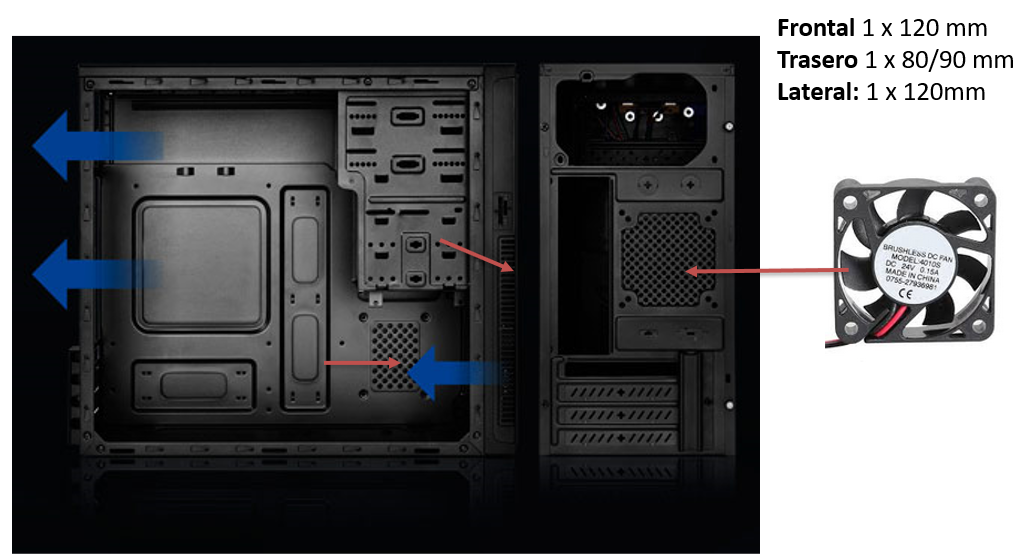 Frontal 1 x 120 mm
Trasero 1 x 80/90 mm
Lateral: 1 x 120mm
BRUSHLESS DC FAN
MODEL:4010S
DC 24V 0.15A
MADE IN CHINA
0755-27936981
CE